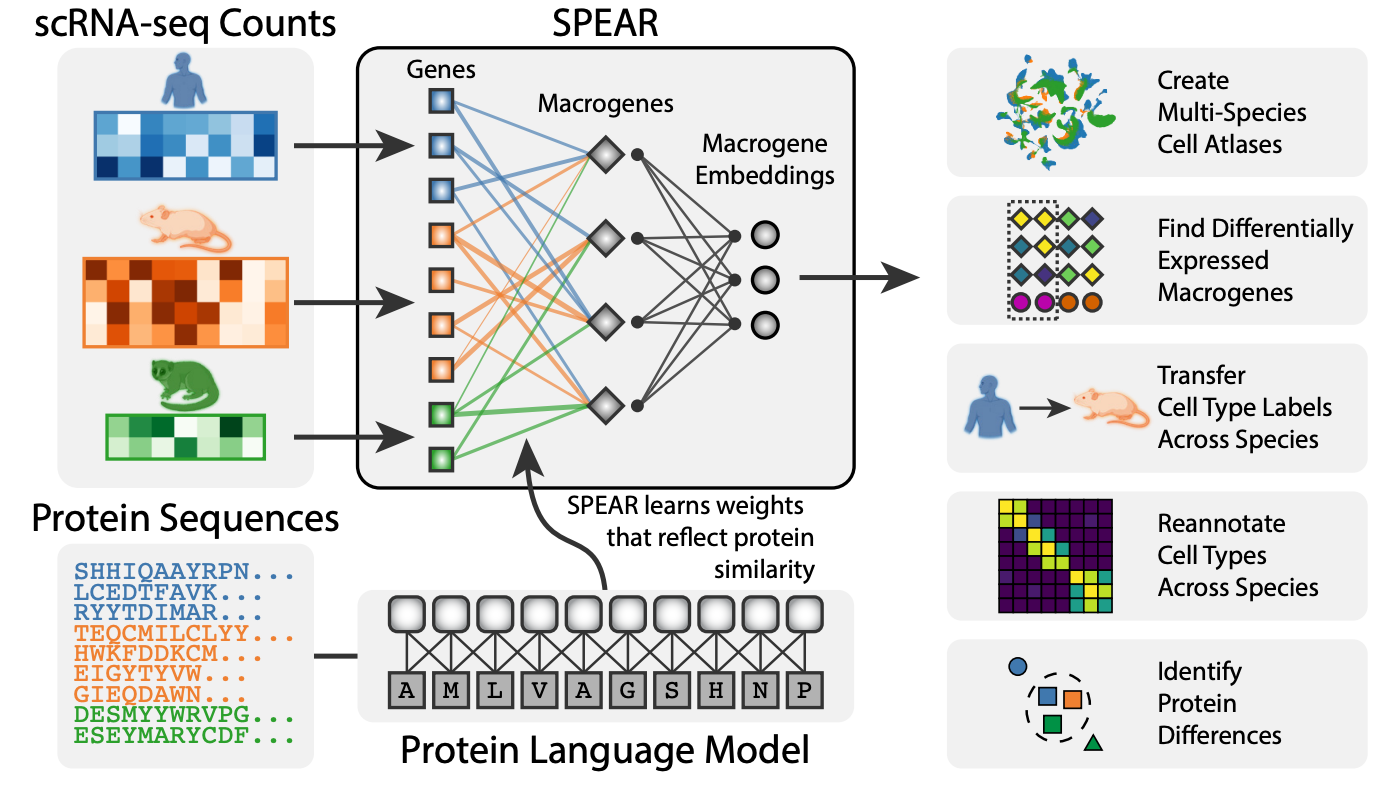 scRNA-seq Counts
SPEAR
Genes
Macrogenes
Macrogene
Embeddings
Protein Sequences
SHHIQAAYRPN...
LCEDTFAVK...
RYYTDIMAR...
TEQCMILCLYY...
HWKFDDKCM...
EIGYTYVW...
GIEQDAWN...
DESMYYWRVPG...
ESEYMARYCDF...
SPEAR learns weights
that reflect protein
similarity
A M L V A G S H N P
Protein Language Model
Create
Multi-Species
Cell Atlases
Find Differentially
Expressed
Macrogenes
Transfer
Cell Type Labels
Across Species
Reannotate
Cell Types
Across Species
Identify
Protein
Differences